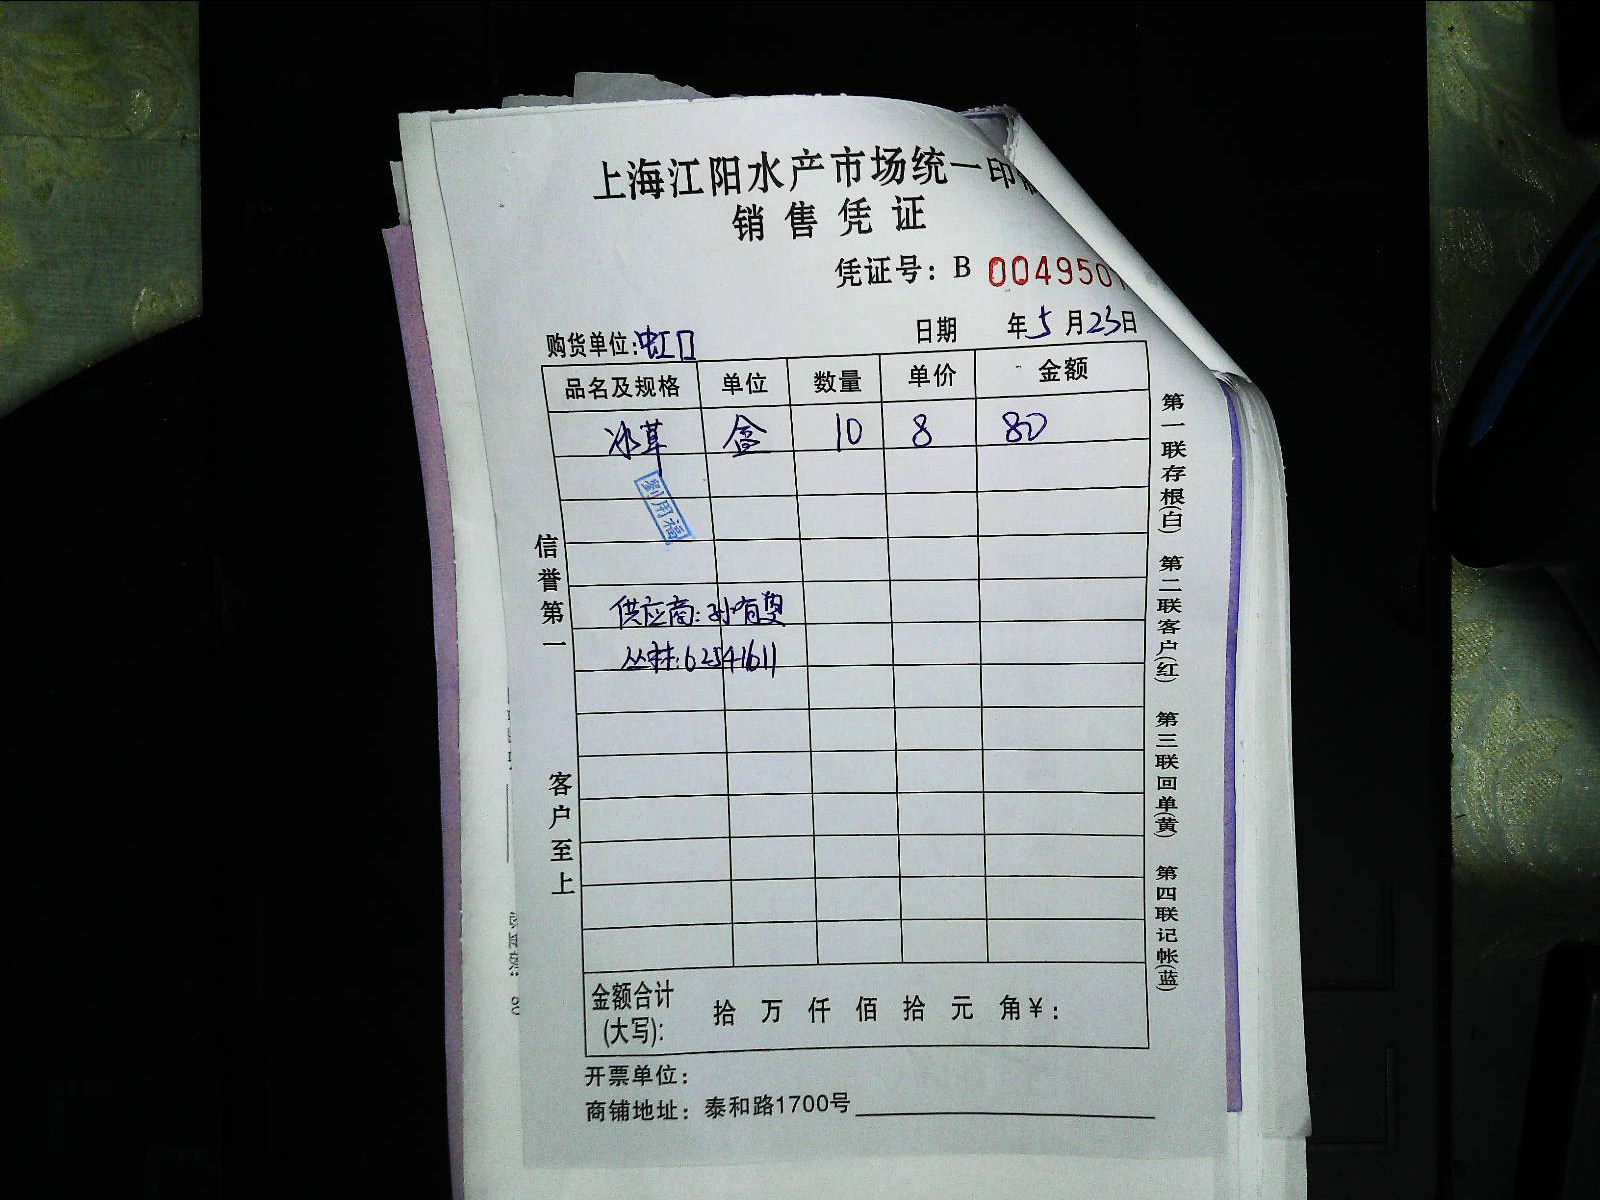 上海江阳水产市场统一印
销售凭证
凭证号：B 004950
购货单位：虹口 日期 年5月23日
品名及规格 单位 数量 单价 金额
冰草 盒 10 8 80
劉用福
供应商：孙有
丛林：62541611
信誉第一
客户至上
金额合计(大写)： 拾 万 仟 佰 拾 元 角￥：
开票单位：
商铺地址：泰和路1700号
第一联存根(白) 第二联客户(红) 第三联回单(黄) 第四联记帐(蓝)